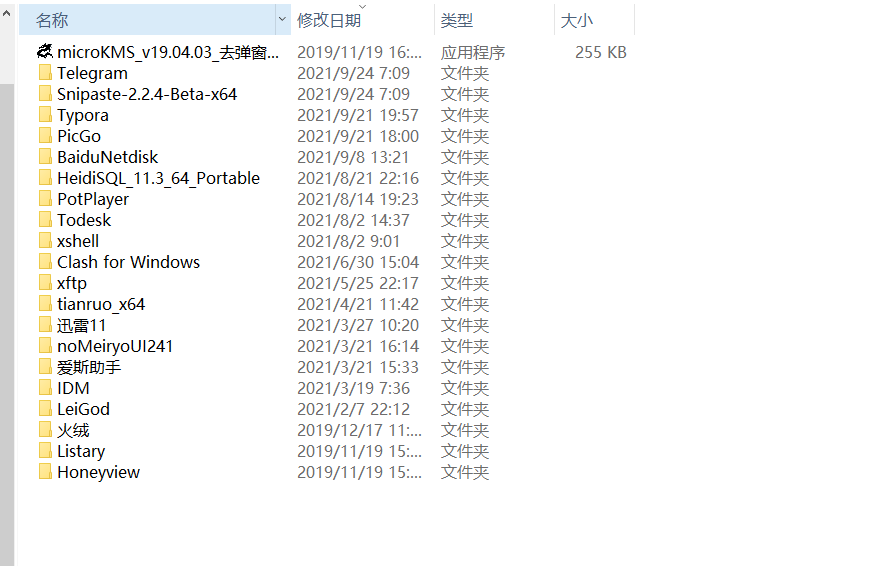 名称 修改日期 类型 大小
microKMS_v19.04.03_去弹窗... 2019/11/19 16:... 应用程序 255 KB
Telegram 2021/9/24 7:09 文件夹
Snipaste-2.2.4-Beta-x64 2021/9/24 7:09 文件夹
Typora 2021/9/21 19:57 文件夹
PicGo 2021/9/21 18:00 文件夹
BaiduNetdisk 2021/9/8 13:21 文件夹
HeidiSQL_11.3_64_Portable 2021/8/21 22:16 文件夹
PotPlayer 2021/8/14 19:23 文件夹
Todesk 2021/8/2 14:37 文件夹
xshell 2021/8/2 9:01 文件夹
Clash for Windows 2021/6/30 15:04 文件夹
xftp 2021/5/25 22:17 文件夹
tianruo_x64 2021/4/21 11:42 文件夹
迅雷11 2021/3/27 10:20 文件夹
noMeiryoUI241 2021/3/21 16:14 文件夹
爱斯助手 2021/3/21 15:33 文件夹
IDM 2021/3/19 7:36 文件夹
LeiGod 2021/2/7 22:12 文件夹
火绒 2019/12/17 11:... 文件夹
Listary 2019/11/19 15:... 文件夹
Honeyview 2019/11/19 15:... 文件夹